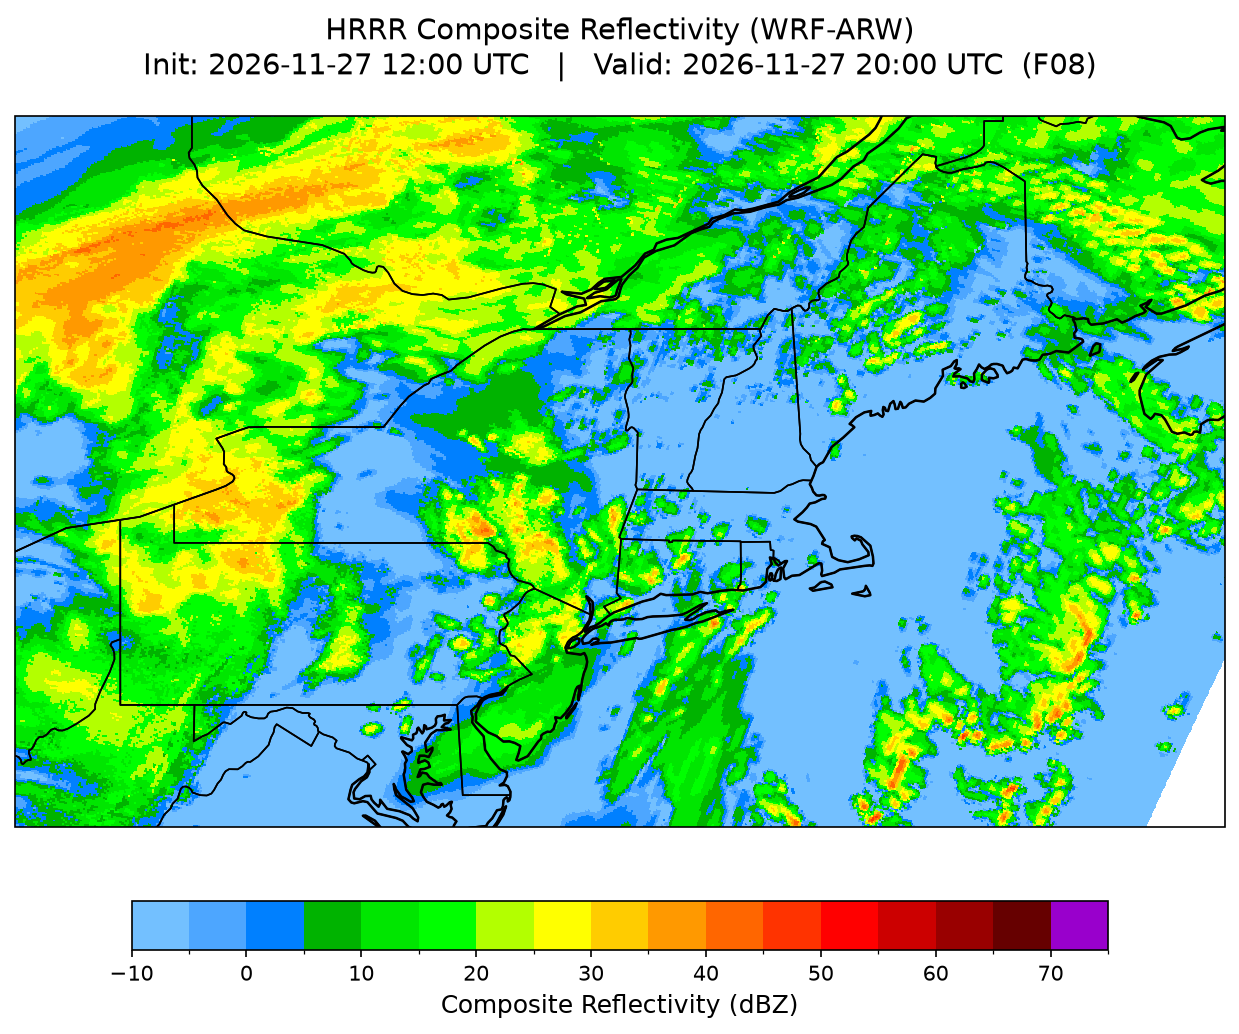 HRRR Composite Reflectivity (WRF-ARW)
Init: 2026-11-27 12:00 UTC | Valid: 2026-11-27 20:00 UTC (F08)
−10 0 10 20 30 40 50 60 70
Composite Reflectivity (dBZ)